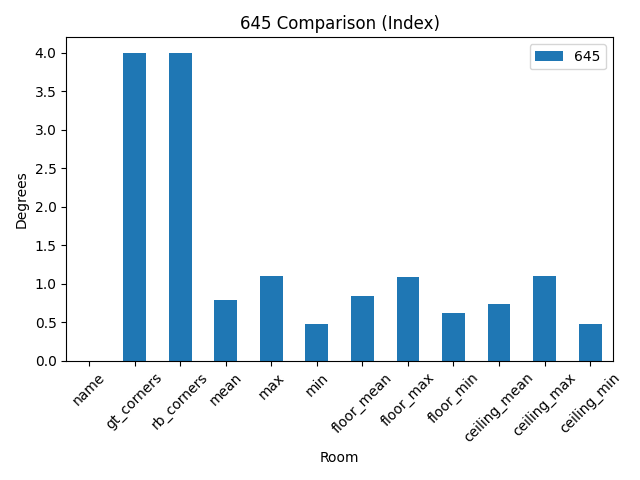 645 Comparison (Index)
645
Degrees
4.0
3.5
3.0
2.5
2.0
1.5
1.0
0.5
0.0
name
gt_corners
rb_corners
mean
max
min
floor_mean
floor_max
floor_min
ceiling_mean
ceiling_max
ceiling_min
Room